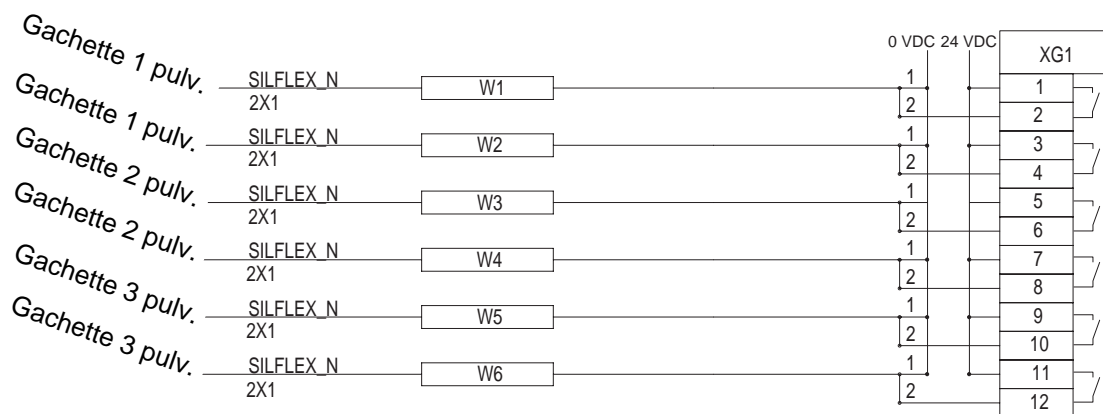 0 VDC 24 VDC
XG1
Gachette 1 pulv.
SILFLEX_N
2X1
W1
1
2
1
2
Gachette 1 pulv.
SILFLEX_N
2X1
W2
1
2
3
4
Gachette 2 pulv.
SILFLEX_N
2X1
W3
1
2
5
6
Gachette 2 pulv.
SILFLEX_N
2X1
W4
1
2
7
8
Gachette 3 pulv.
SILFLEX_N
2X1
W5
1
2
9
10
Gachette 3 pulv.
SILFLEX_N
2X1
W6
1
2
11
12